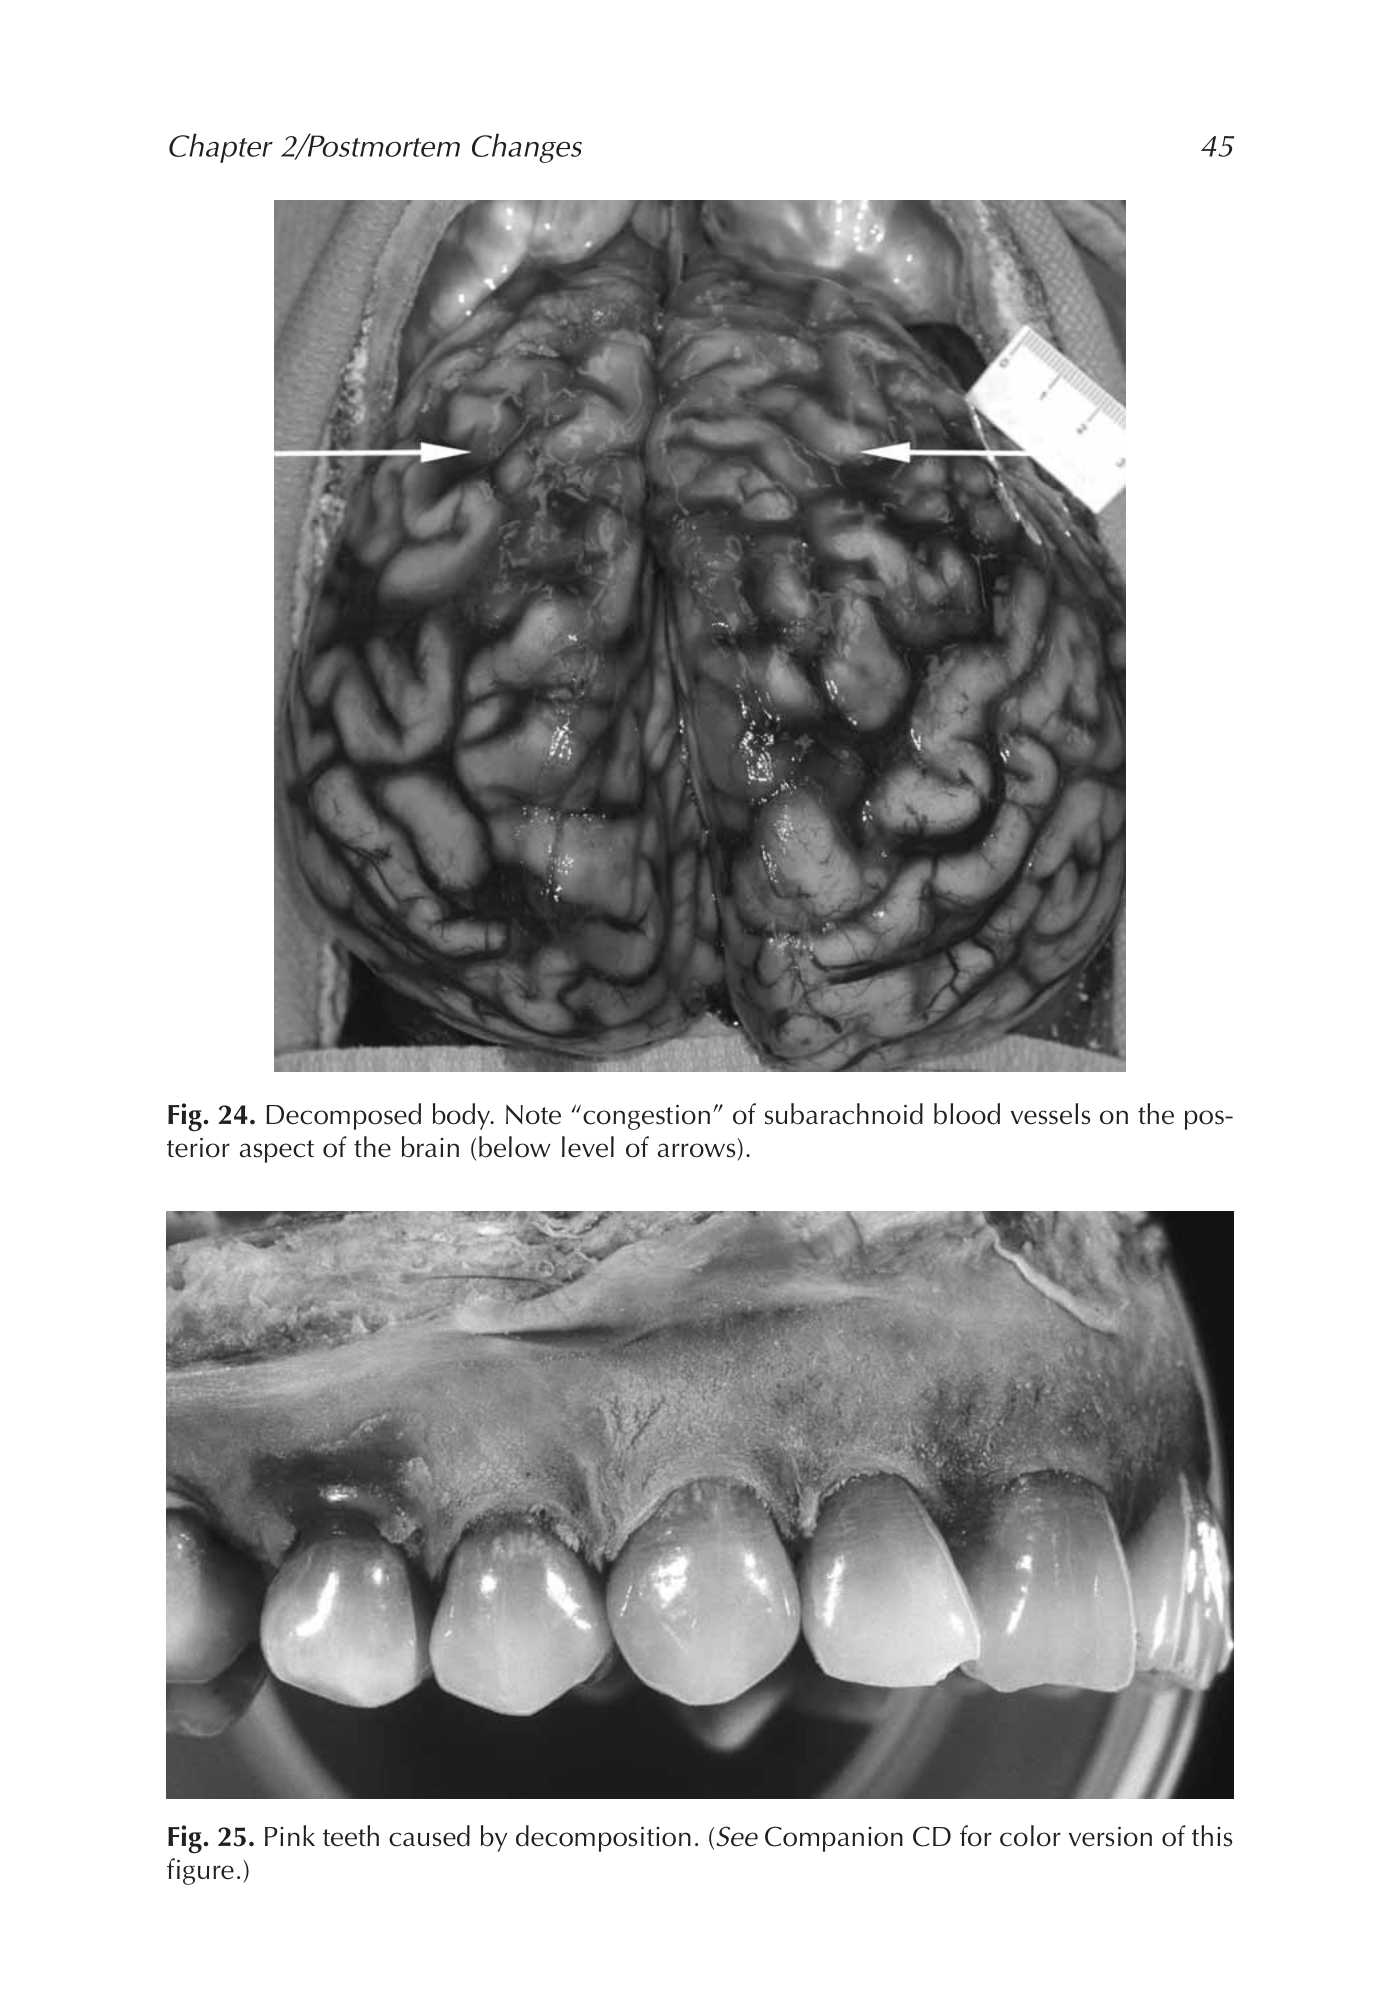 Chapter 2/Postmortem Changes 45
Fig. 24. Decomposed body. Note “congestion” of subarachnoid blood vessels on the pos-
terior aspect of the brain (below level of arrows).
Fig. 25. Pink teeth caused by decomposition. (See Companion CD for color version of this
figure.)